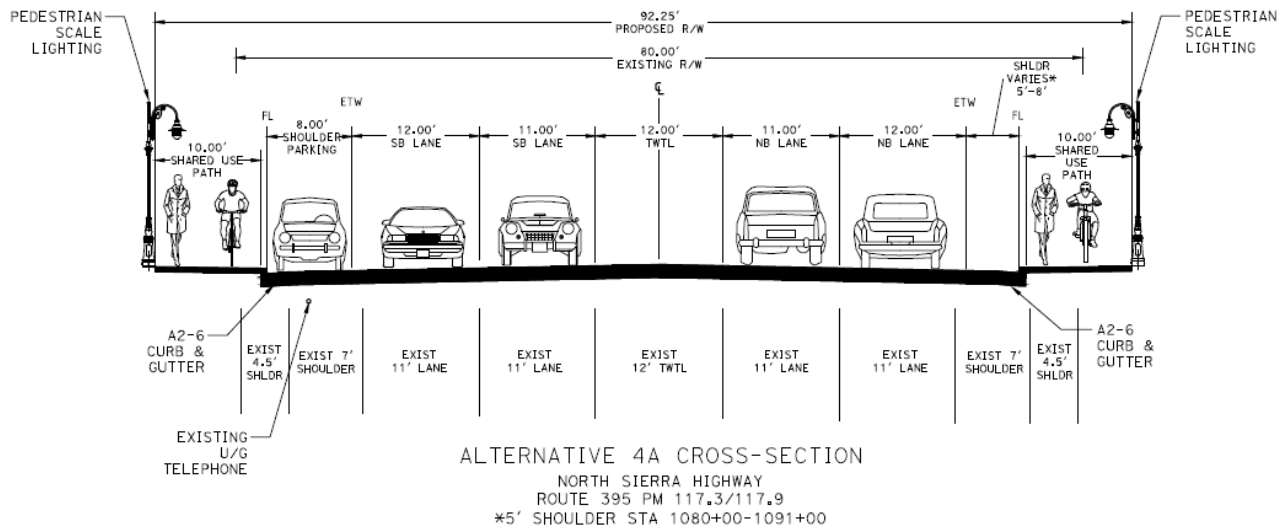 PEDESTRIAN
SCALE
LIGHTING
92.25'
PROPOSED R/W
PEDESTRIAN
SCALE
LIGHTING
80.00'
EXISTING R/W
SHLDR
VARIES*
5'-8'
℄
FL
ETW
ETW
FL
10.00'
SHARED USE
PATH
8.00'
SHOULDER
PARKING
12.00'
SB LANE
11.00'
SB LANE
12.00'
TWTL
11.00'
NB LANE
12.00'
NB LANE
10.00'
SHARED
USE
PATH
A2-6
CURB &
GUTTER
EXIST
4.5'
SHLDR
EXIST 7'
SHOULDER
EXIST
11' LANE
EXIST
11' LANE
EXIST
12' TWTL
EXIST
11' LANE
EXIST
11' LANE
EXIST 7'
SHOULDER
EXIST
4.5'
SHLDR
A2-6
CURB &
GUTTER
EXISTING
U/G
TELEPHONE
ALTERNATIVE 4A CROSS-SECTION
NORTH SIERRA HIGHWAY
ROUTE 395 PM 117.3/117.9
*5' SHOULDER STA 1080+00-1091+00